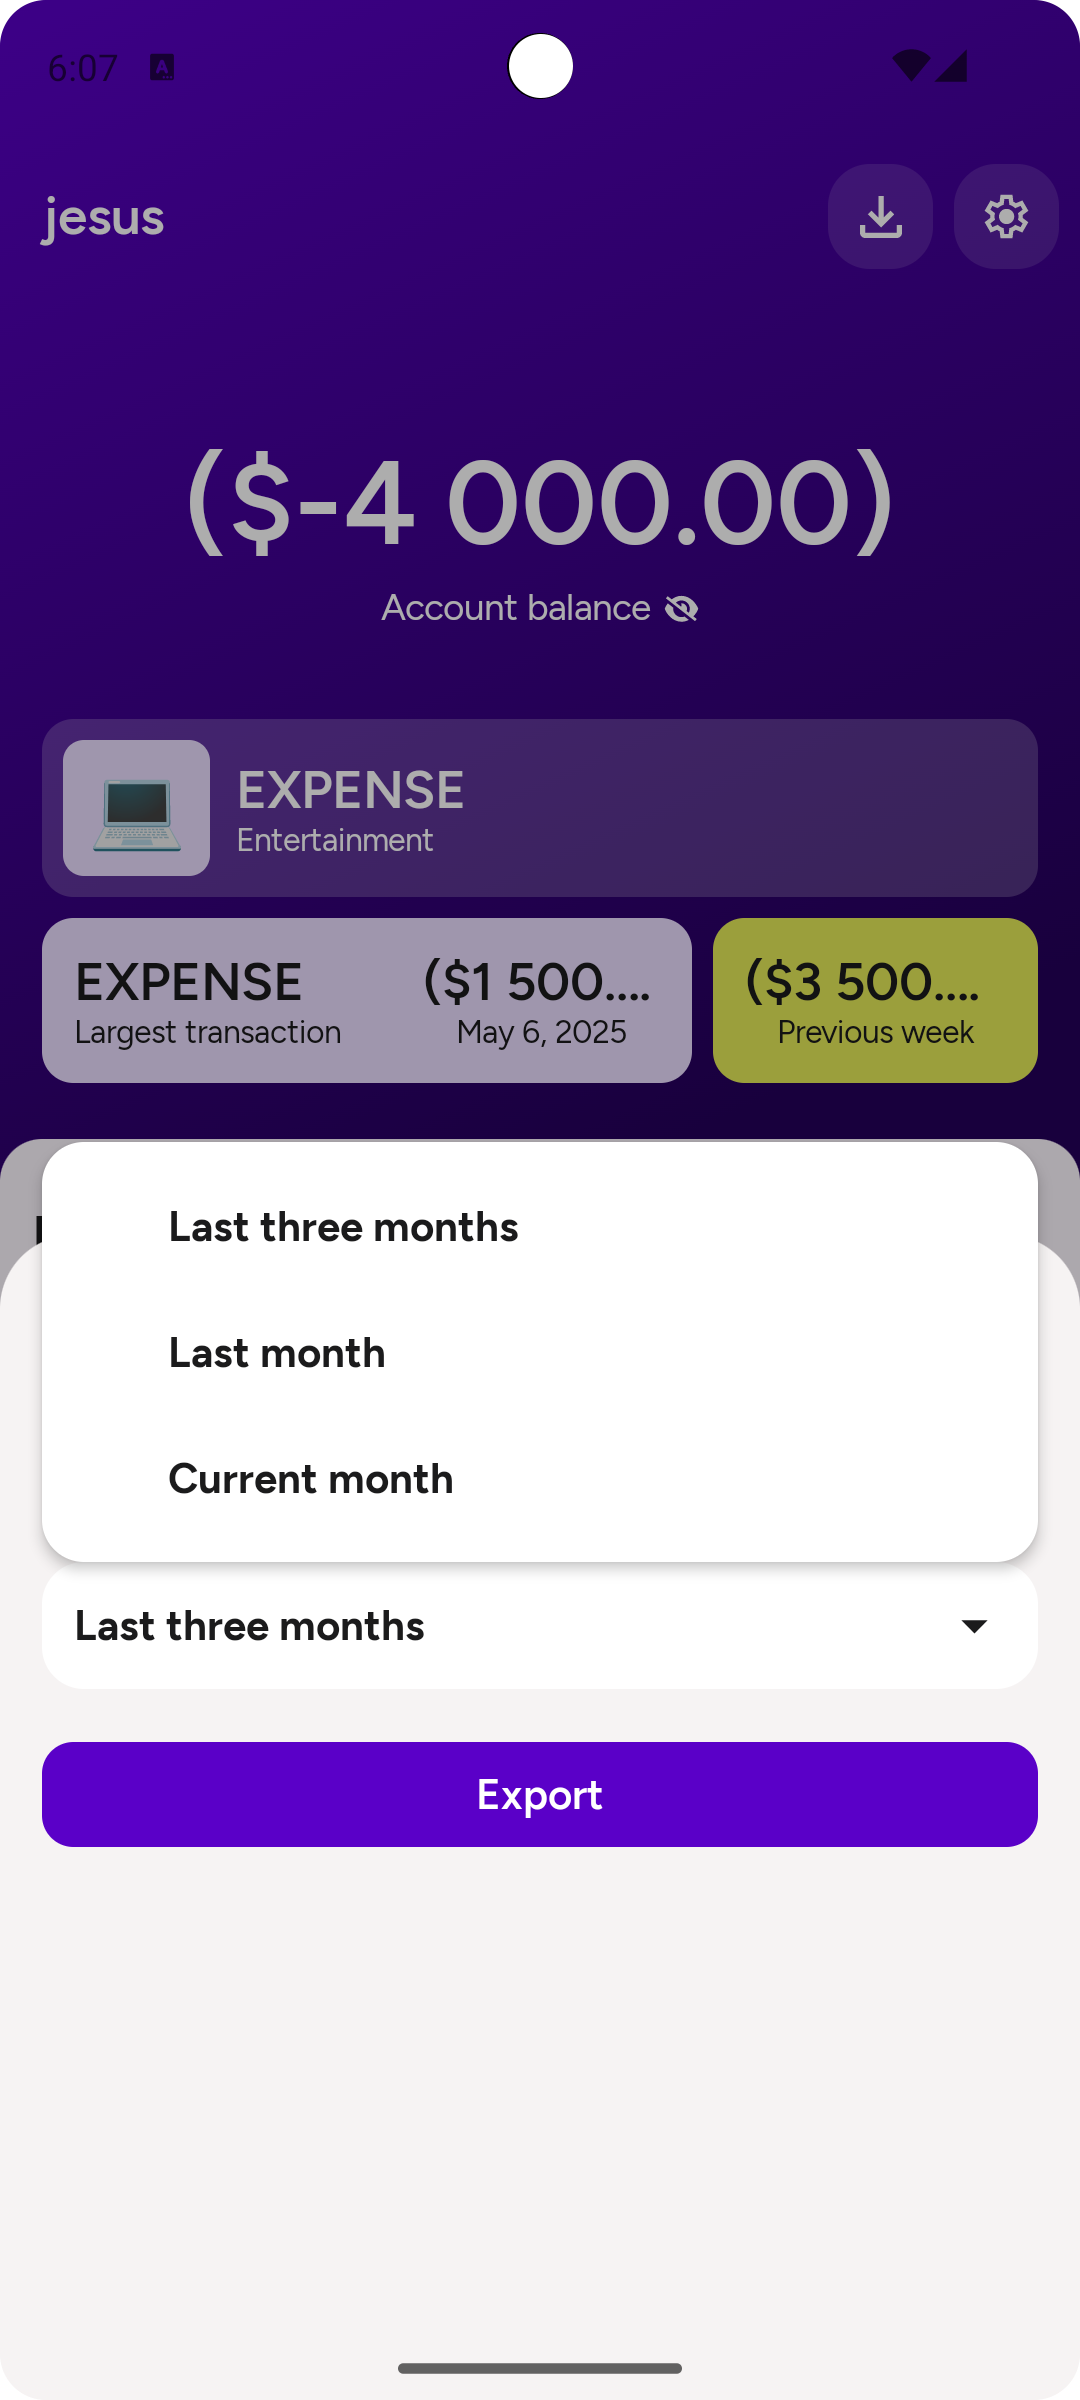 6:07
jesus
($-4 000.00)
Account balance
EXPENSE
Entertainment
EXPENSE
($1 500....
($3 500....
Largest transaction
May 6, 2025
Previous week
Last three months
Last month
Current month
Last three months
Export